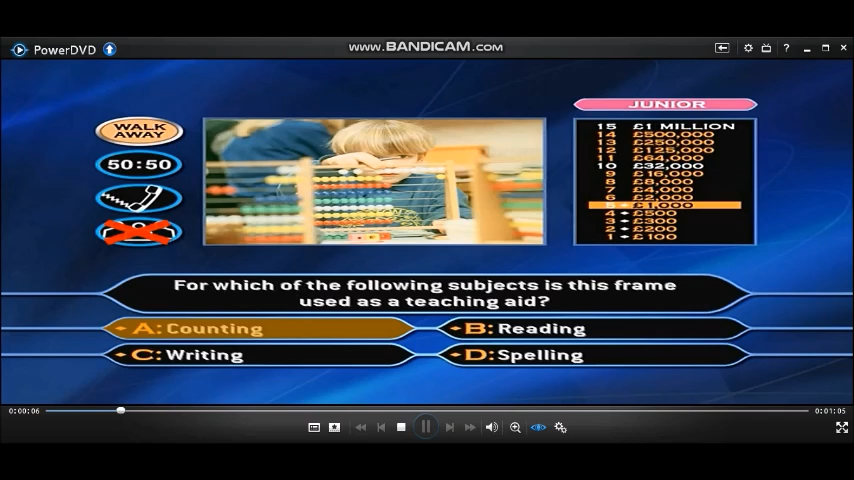 PowerDVD
www.BANDICAM.com
?
JUNIOR
WALK AWAY
50:50
15 £1 MILLION
14 £500,000
13 £250,000
12 £125,000
11 £64,000
10 £32,000
9 £16,000
8 £8,000
7 £4,000
6 £2,000
5 £1,000
4 £500
3 £300
2 £200
1 £100
For which of the following subjects is this frame
used as a teaching aid?
A: Counting
B: Reading
C: Writing
D: Spelling
0:00:06
0:01:05